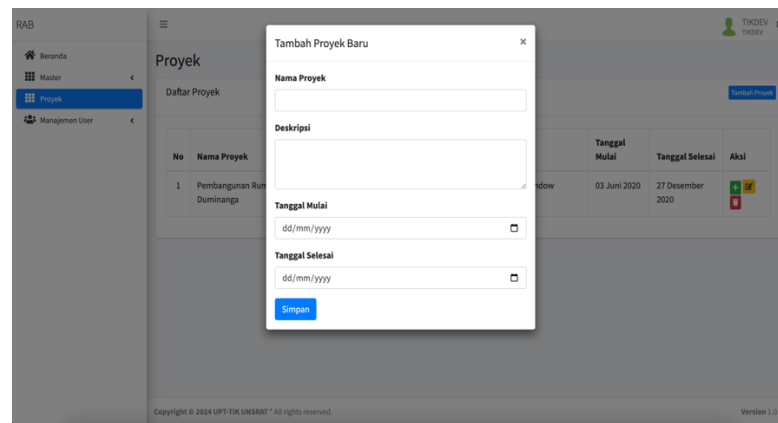 RAB
TIKDEV
TIKDEV
Beranda
Master
Proyek
Manajemen User
Proyek
Daftar Proyek
Tambah Proyek
No Nama Proyek Tanggal Mulai Tanggal Selesai Aksi
1 Pembangunan 03 Juni 2020 27 Desember 2020
Duminanga
Tambah Proyek Baru ×
Nama Proyek
Deskripsi
Tanggal Mulai
dd/mm/yyyy
Tanggal Selesai
dd/mm/yyyy
Simpan
Copyright © 2024 UPT-TIK UNSRAT * All rights reserved.
Version 1.0